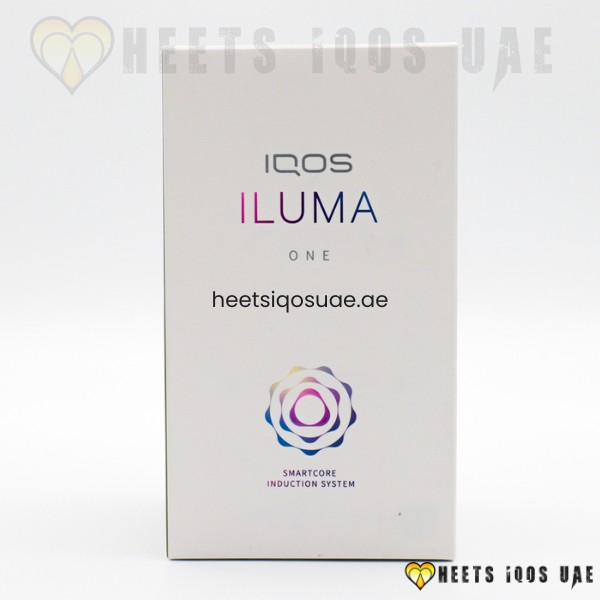 HEETS iQOS UAE
IQOS
ILUMA
ONE
heetsiqosuae.ae
SMARTCORE
INDUCTION SYSTEM
HEETS iQOS UAE